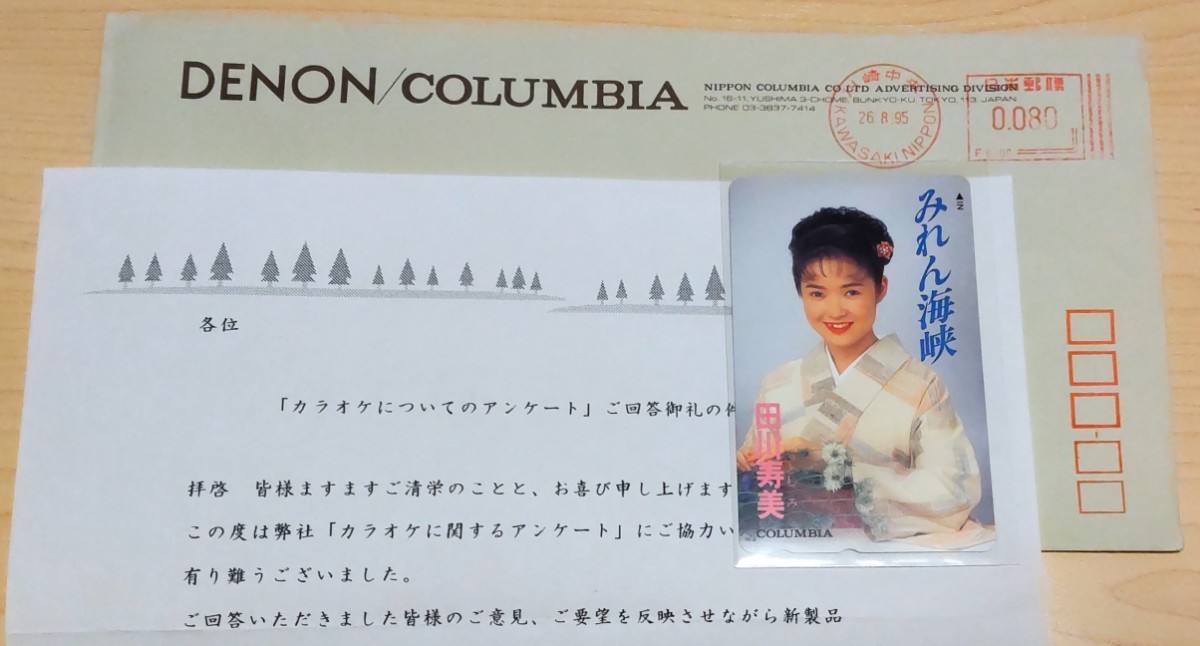 DENON/COLUMBIA
NIPPON COLUMBIA CO LTD ADVERTISING DIVISION
No. 16-11, YUSHIMA 3-CHOME, BUNKYO-KU, TOKYO, 113 JAPAN
PHONE 03-3837-7414
川崎中央
26.8.95
KAWASAKI NIPPON
日本郵便
0.080
各位
「カラオケについてのアンケート」ご回答御礼の件
拝啓 皆様ますますご清栄のことと、お喜び申し上げます
この度は弊社「カラオケに関するアンケート」にご協力い
有り難うございました。
ご回答いただきました皆様のご意見、ご要望を反映させながら新製品
▲IN
みれん海峡
田川寿美
COLUMBIA